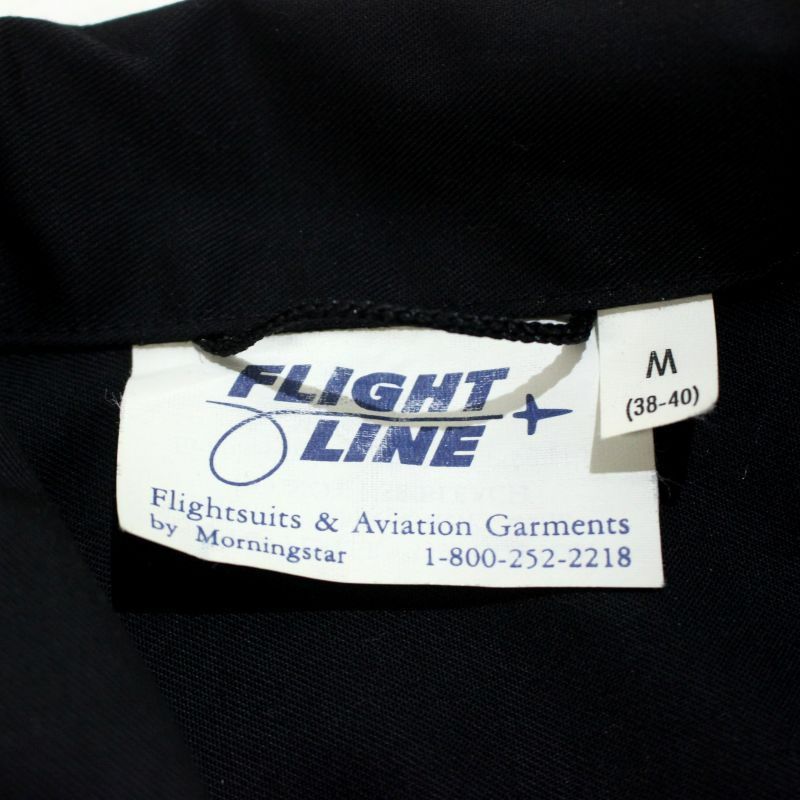 FLIGHT
LINE
Flightsuits & Aviation Garments
by Morningstar 1-800-252-2218
M
(38-40)